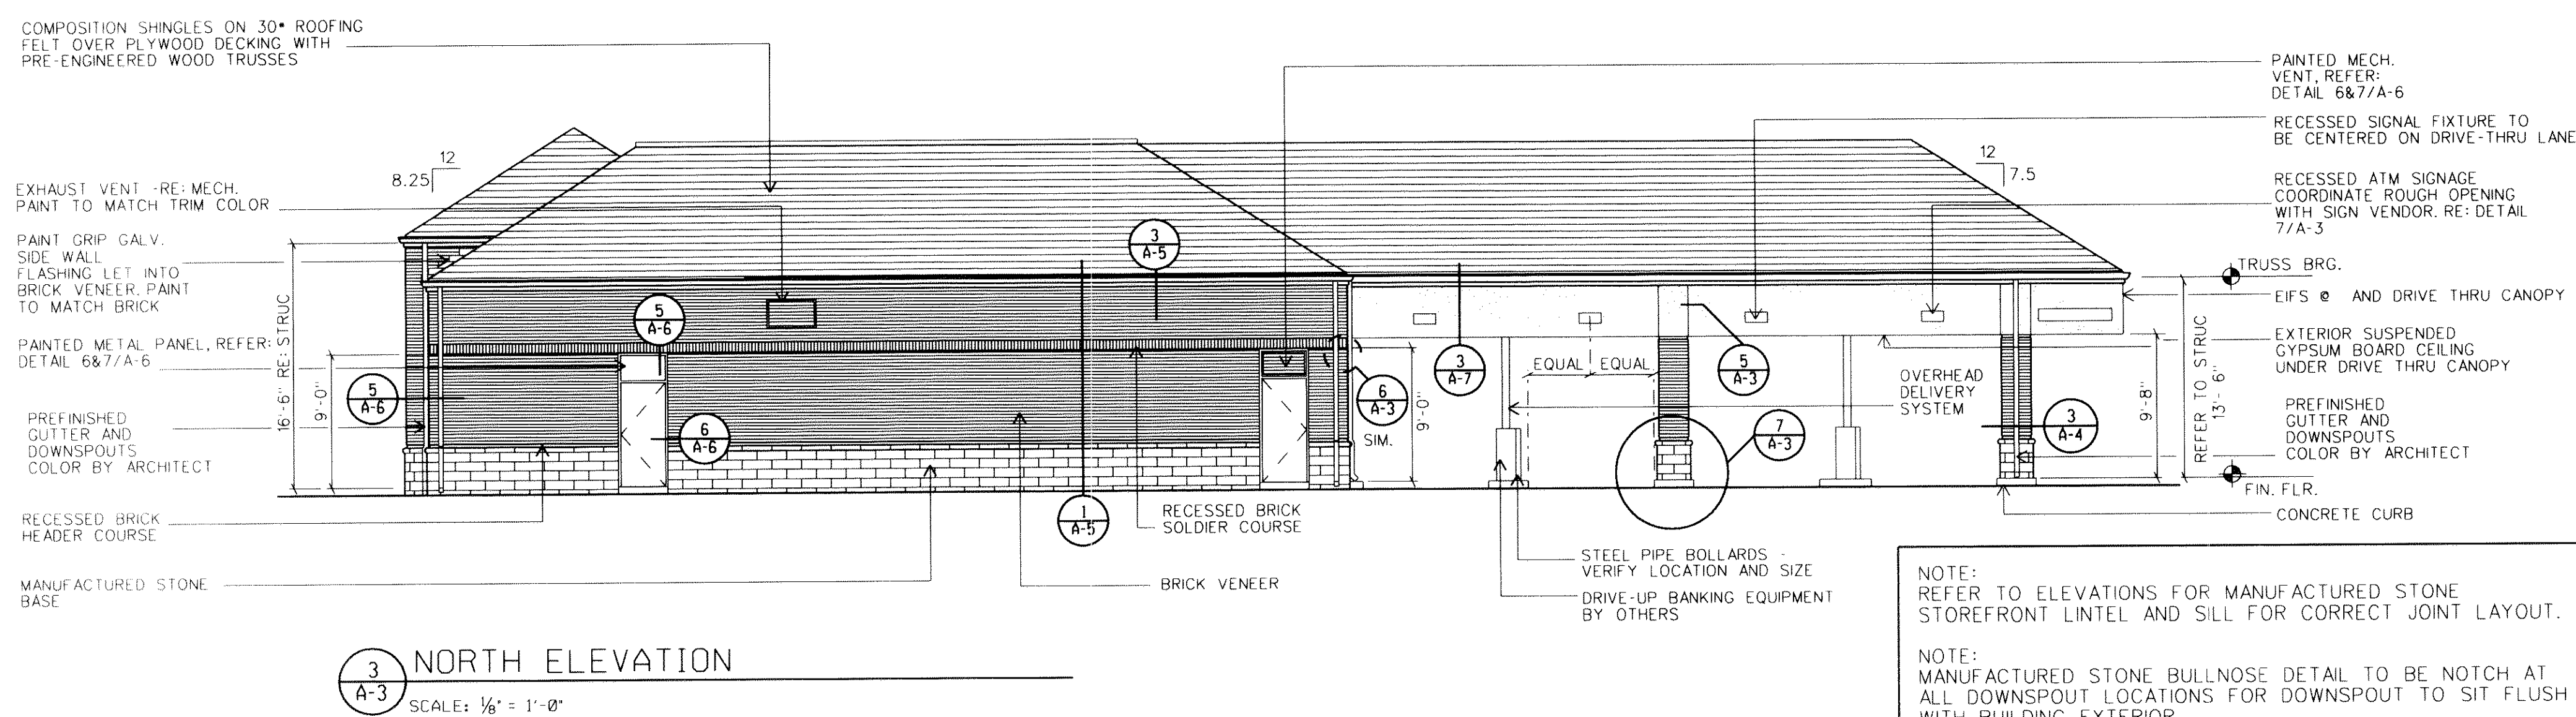 COMPOSITION SHINGLES ON 30# ROOFING
FELT OVER PLYWOOD DECKING WITH
PRE-ENGINEERED WOOD TRUSSES
EXHAUST VENT -RE: MECH.
PAINT TO MATCH TRIM COLOR
PAINT GRIP GALV.
SIDE WALL
FLASHING LET INTO
BRICK VENEER. PAINT
TO MATCH BRICK
PAINTED METAL PANEL, REFER:
DETAIL 6&7/A-6
PREFINISHED
GUTTER AND
DOWNSPOUTS
COLOR BY ARCHITECT
RECESSED BRICK
HEADER COURSE
MANUFACTURED STONE
BASE
12
8.25
16'-6" RE: STRUC
9'-0"
5
A-6
5
A-6
6
A-6
3
A-5
1
A-5
RECESSED BRICK
SOLDIER COURSE
BRICK VENEER
6
A-3
SIM.
9'-0"
3
A-7
EQUAL
EQUAL
5
A-3
7
A-3
OVERHEAD
DELIVERY
SYSTEM
3
A-4
STEEL PIPE BOLLARDS -
VERIFY LOCATION AND SIZE
DRIVE-UP BANKING EQUIPMENT
BY OTHERS
12
7.5
PAINTED MECH.
VENT, REFER:
DETAIL 6&7/A-6
RECESSED SIGNAL FIXTURE TO
BE CENTERED ON DRIVE-THRU LANE
RECESSED ATM SIGNAGE
COORDINATE ROUGH OPENING
WITH SIGN VENDOR. RE: DETAIL
7/A-3
TRUSS BRG.
EIFS @ AND DRIVE THRU CANOPY
EXTERIOR SUSPENDED
GYPSUM BOARD CEILING
UNDER DRIVE THRU CANOPY
9'-8"
REFER TO STRUC
13'-6"
PREFINISHED
GUTTER AND
DOWNSPOUTS
COLOR BY ARCHITECT
FIN. FLR.
CONCRETE CURB
NOTE:
REFER TO ELEVATIONS FOR MANUFACTURED STONE
STOREFRONT LINTEL AND SILL FOR CORRECT JOINT LAYOUT.
NOTE:
MANUFACTURED STONE BULLNOSE DETAIL TO BE NOTCH AT
ALL DOWNSPOUT LOCATIONS FOR DOWNSPOUT TO SIT FLUSH
WITH BUILDING EXTERIOR
3
A-3
NORTH ELEVATION
SCALE: 1/8" = 1'-0"